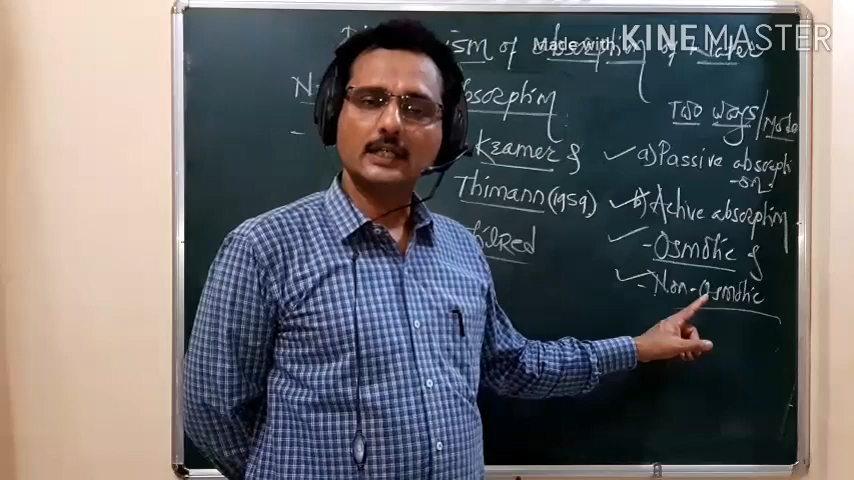 ism of absorption of Water
Made with KINEMASTER
absorption
Two ways/
Mode
Kramer &
a) Passive absorpti
on.
Thimann (1959)
b) Active absorption
- Osmotic &
- Non-Osmotic